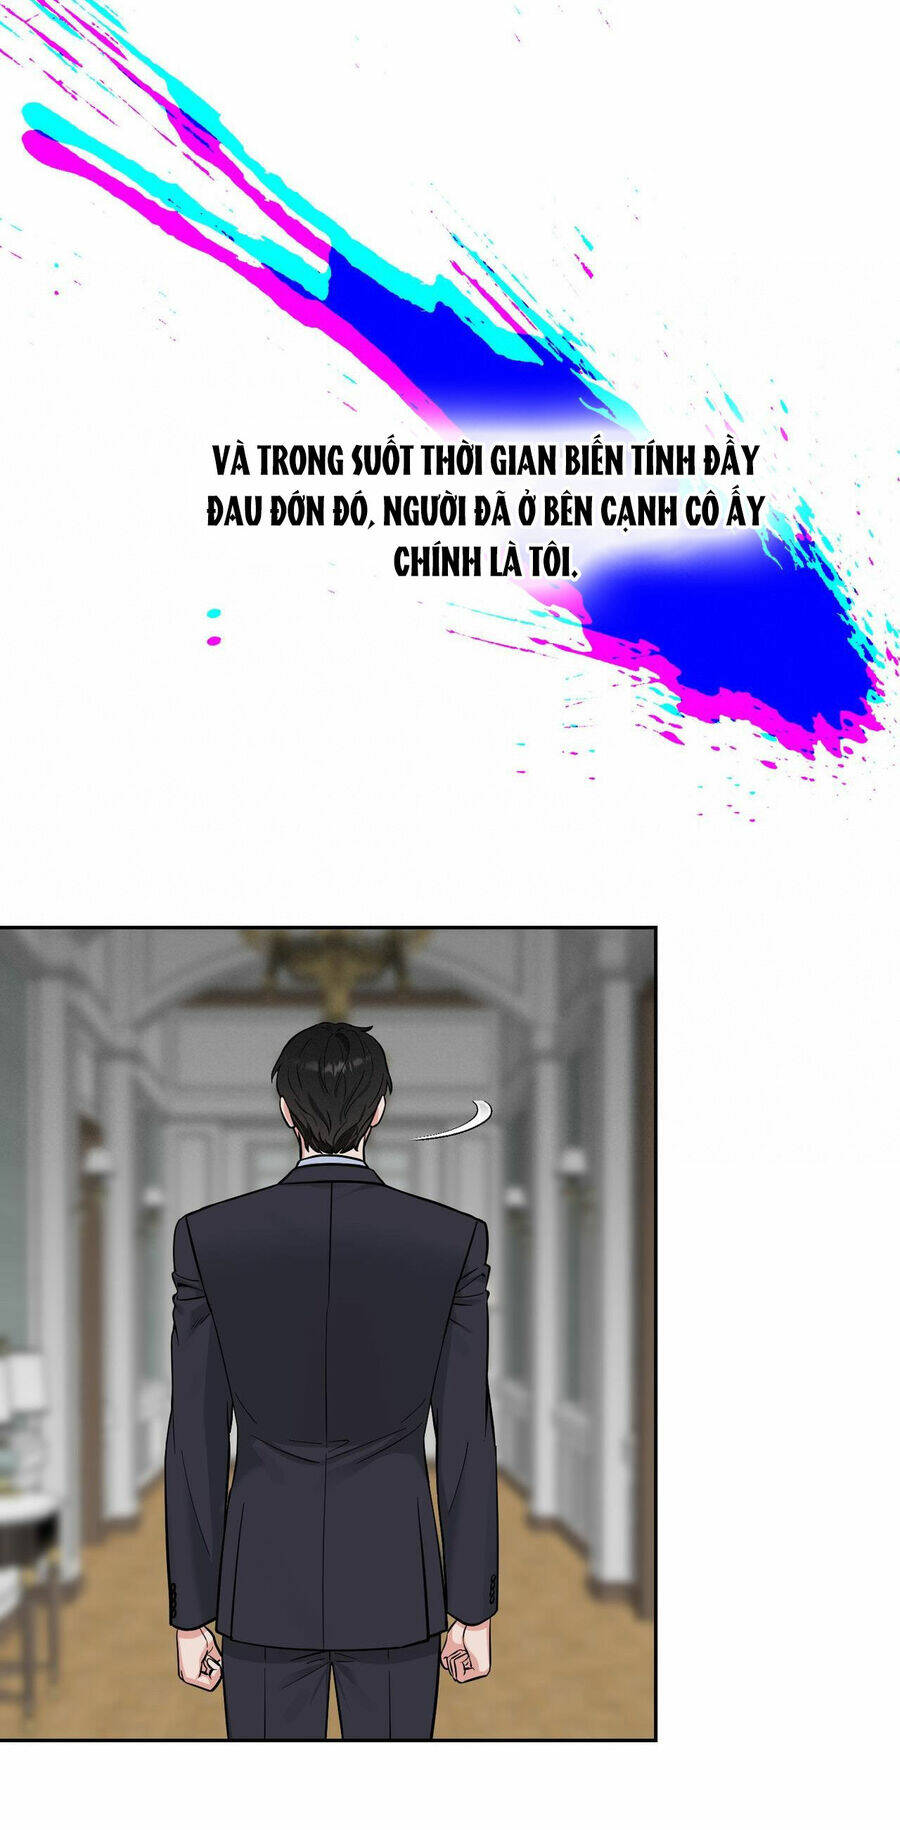 VÀ TRONG SUỐT THỜI GIAN BIẾN TÍNH ĐẦY
ĐAU ĐỚN ĐÓ, NGƯỜI ĐÃ Ở BÊN CẠNH CÔ ẤY
CHÍNH LÀ TÔI.